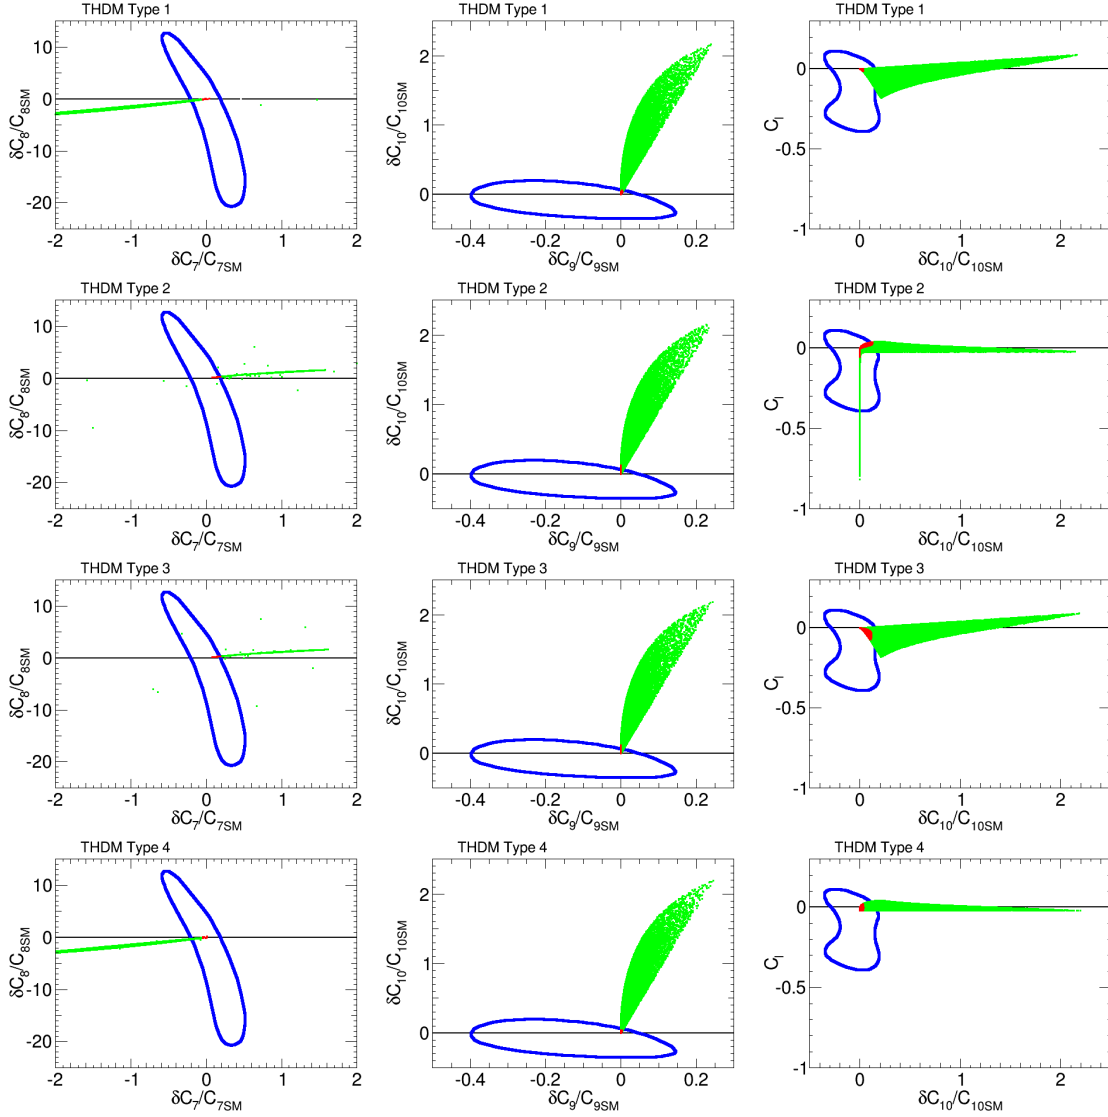 THDM Type 1
10
0
-10
-20
δC8/C8SM
-2 -1 0 1 2
δC7/C7SM
THDM Type 1
2
1
0
δC10/C10SM
-0.4 -0.2 0 0.2
δC9/C9SM
THDM Type 1
0
-0.5
-1
Cl
0 1 2
δC10/C10SM
THDM Type 2
10
0
-10
-20
δC8/C8SM
-2 -1 0 1 2
δC7/C7SM
THDM Type 2
2
1
0
δC10/C10SM
-0.4 -0.2 0 0.2
δC9/C9SM
THDM Type 2
0
-0.5
-1
Cl
0 1 2
δC10/C10SM
THDM Type 3
10
0
-10
-20
δC8/C8SM
-2 -1 0 1 2
δC7/C7SM
THDM Type 3
2
1
0
δC10/C10SM
-0.4 -0.2 0 0.2
δC9/C9SM
THDM Type 3
0
-0.5
-1
Cl
0 1 2
δC10/C10SM
THDM Type 4
10
0
-10
-20
δC8/C8SM
-2 -1 0 1 2
δC7/C7SM
THDM Type 4
2
1
0
δC10/C10SM
-0.4 -0.2 0 0.2
δC9/C9SM
THDM Type 4
0
-0.5
-1
Cl
0 1 2
δC10/C10SM